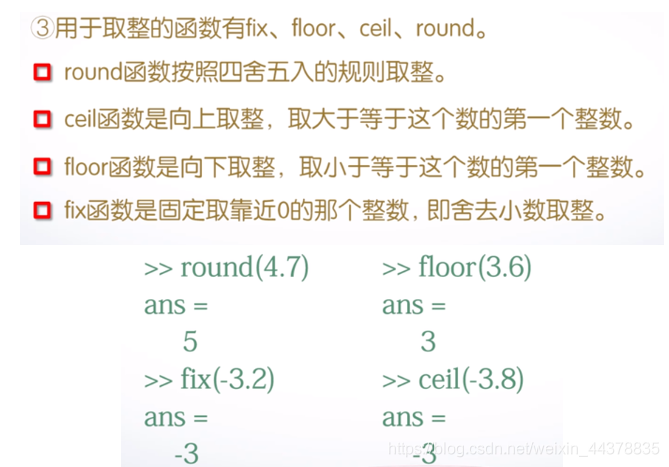 ③用于取整的函数有fix、floor、ceil、round。
round函数按照四舍五入的规则取整。
ceil函数是向上取整，取大于等于这个数的第一个整数。
floor函数是向下取整，取小于等于这个数的第一个整数。
fix函数是固定取靠近0的那个整数，即舍去小数取整。
>> round(4.7)
ans =
5
>> fix(-3.2)
ans =
-3
>> floor(3.6)
ans =
3
>> ceil(-3.8)
ans =
-3
https://blog.csdn.net/weixin_44378835